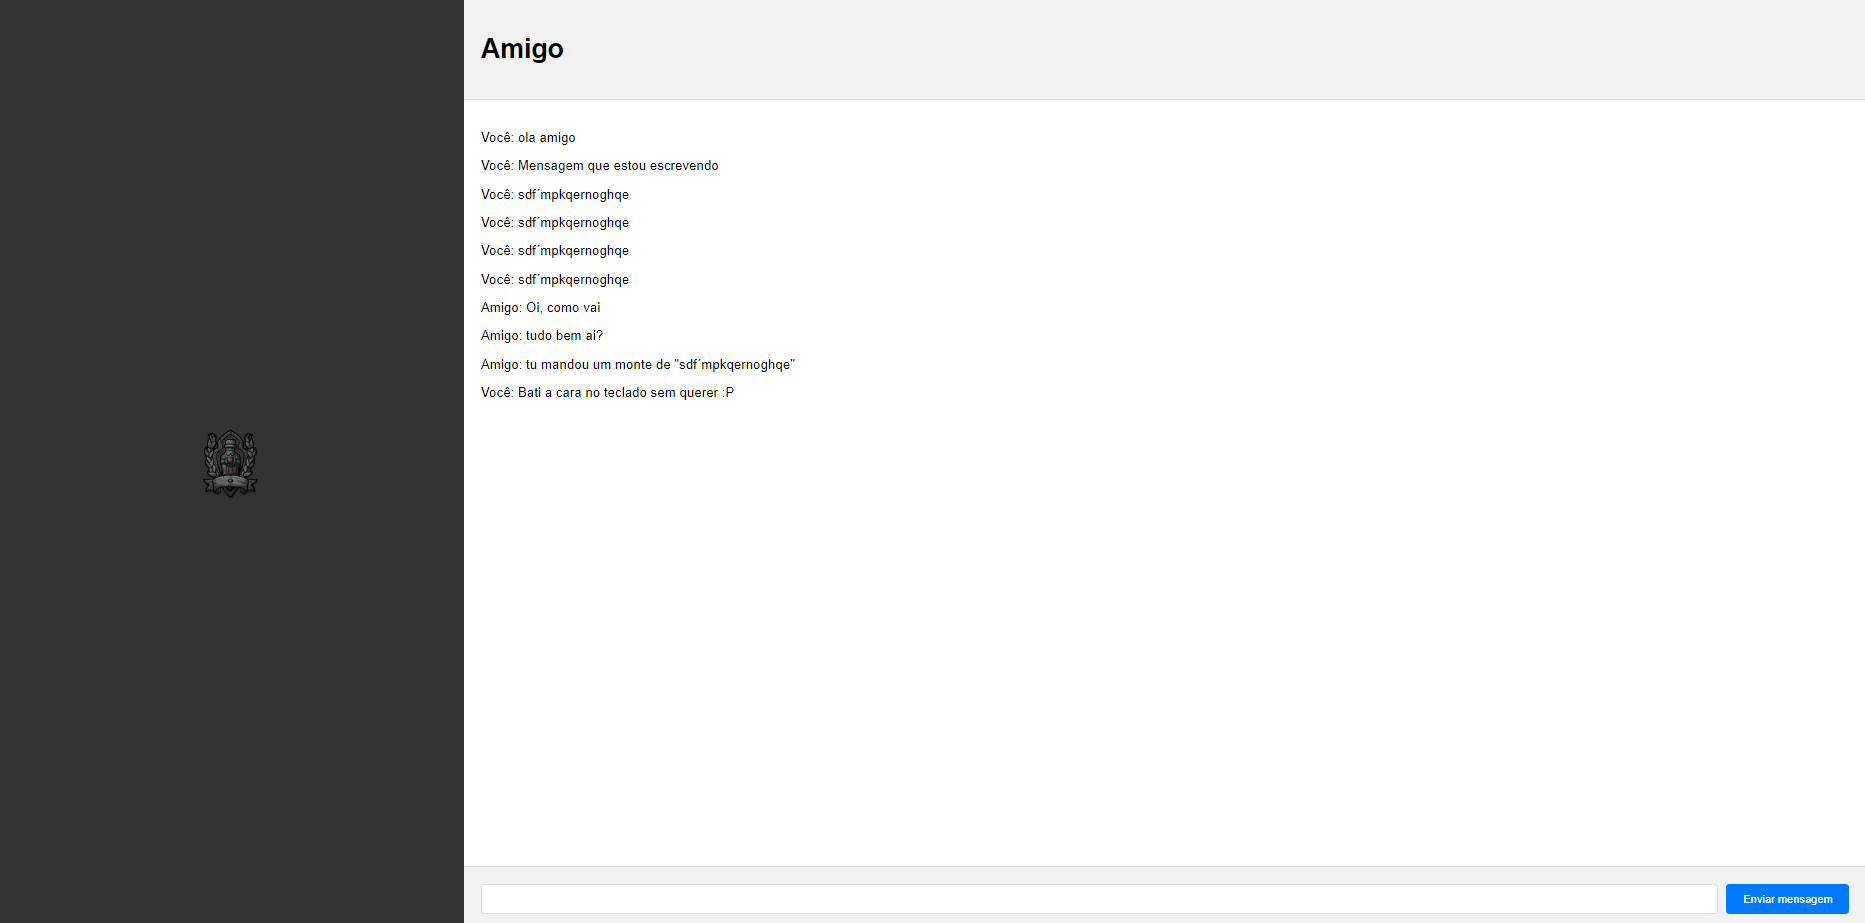 Amigo
Você: ola amigo
Você: Mensagem que estou escrevendo
Você: sdf´mpkqernoghqe
Você: sdf´mpkqernoghqe
Você: sdf´mpkqernoghqe
Você: sdf´mpkqernoghqe
Amigo: Oi, como vai
Amigo: tudo bem ai?
Amigo: tu mandou um monte de "sdf´mpkqernoghqe"
Você: Bati a cara no teclado sem querer :P
Enviar mensagem